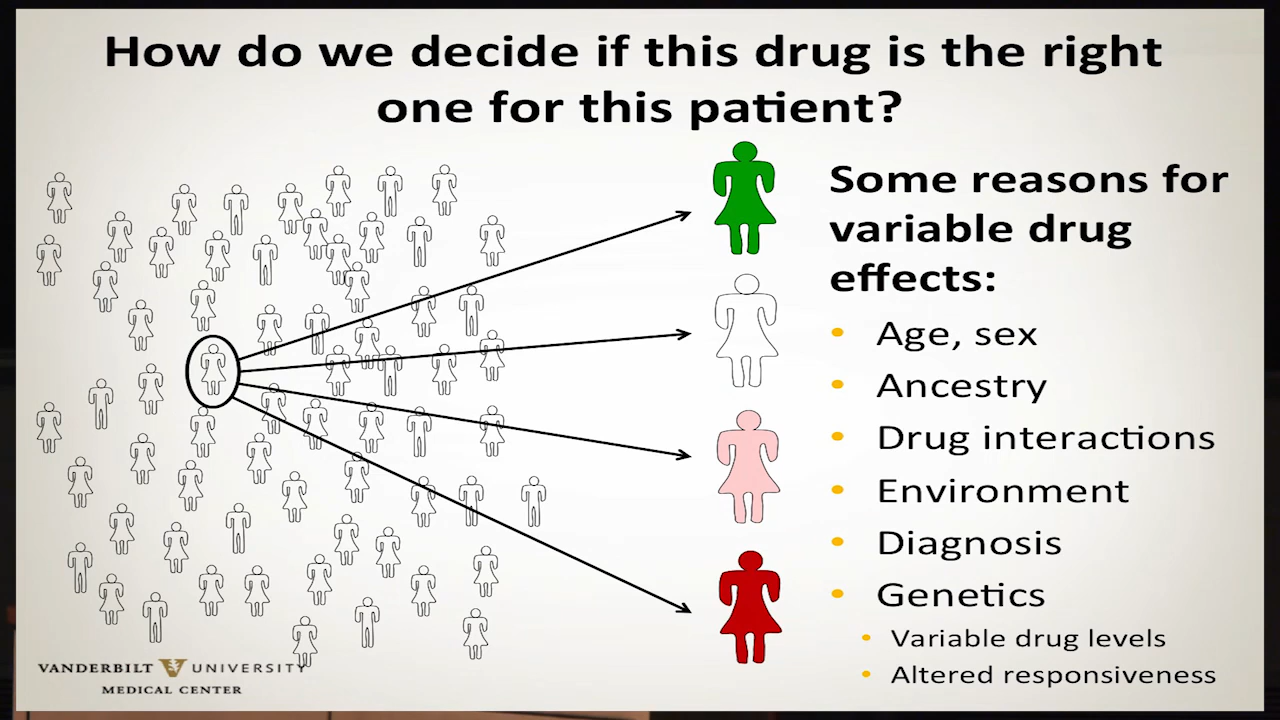 How do we decide if this drug is the right
one for this patient?
Some reasons for
variable drug
effects:
• Age, sex
• Ancestry
• Drug interactions
• Environment
• Diagnosis
• Genetics
• Variable drug levels
• Altered responsiveness
VANDERBILT UNIVERSITY
MEDICAL CENTER